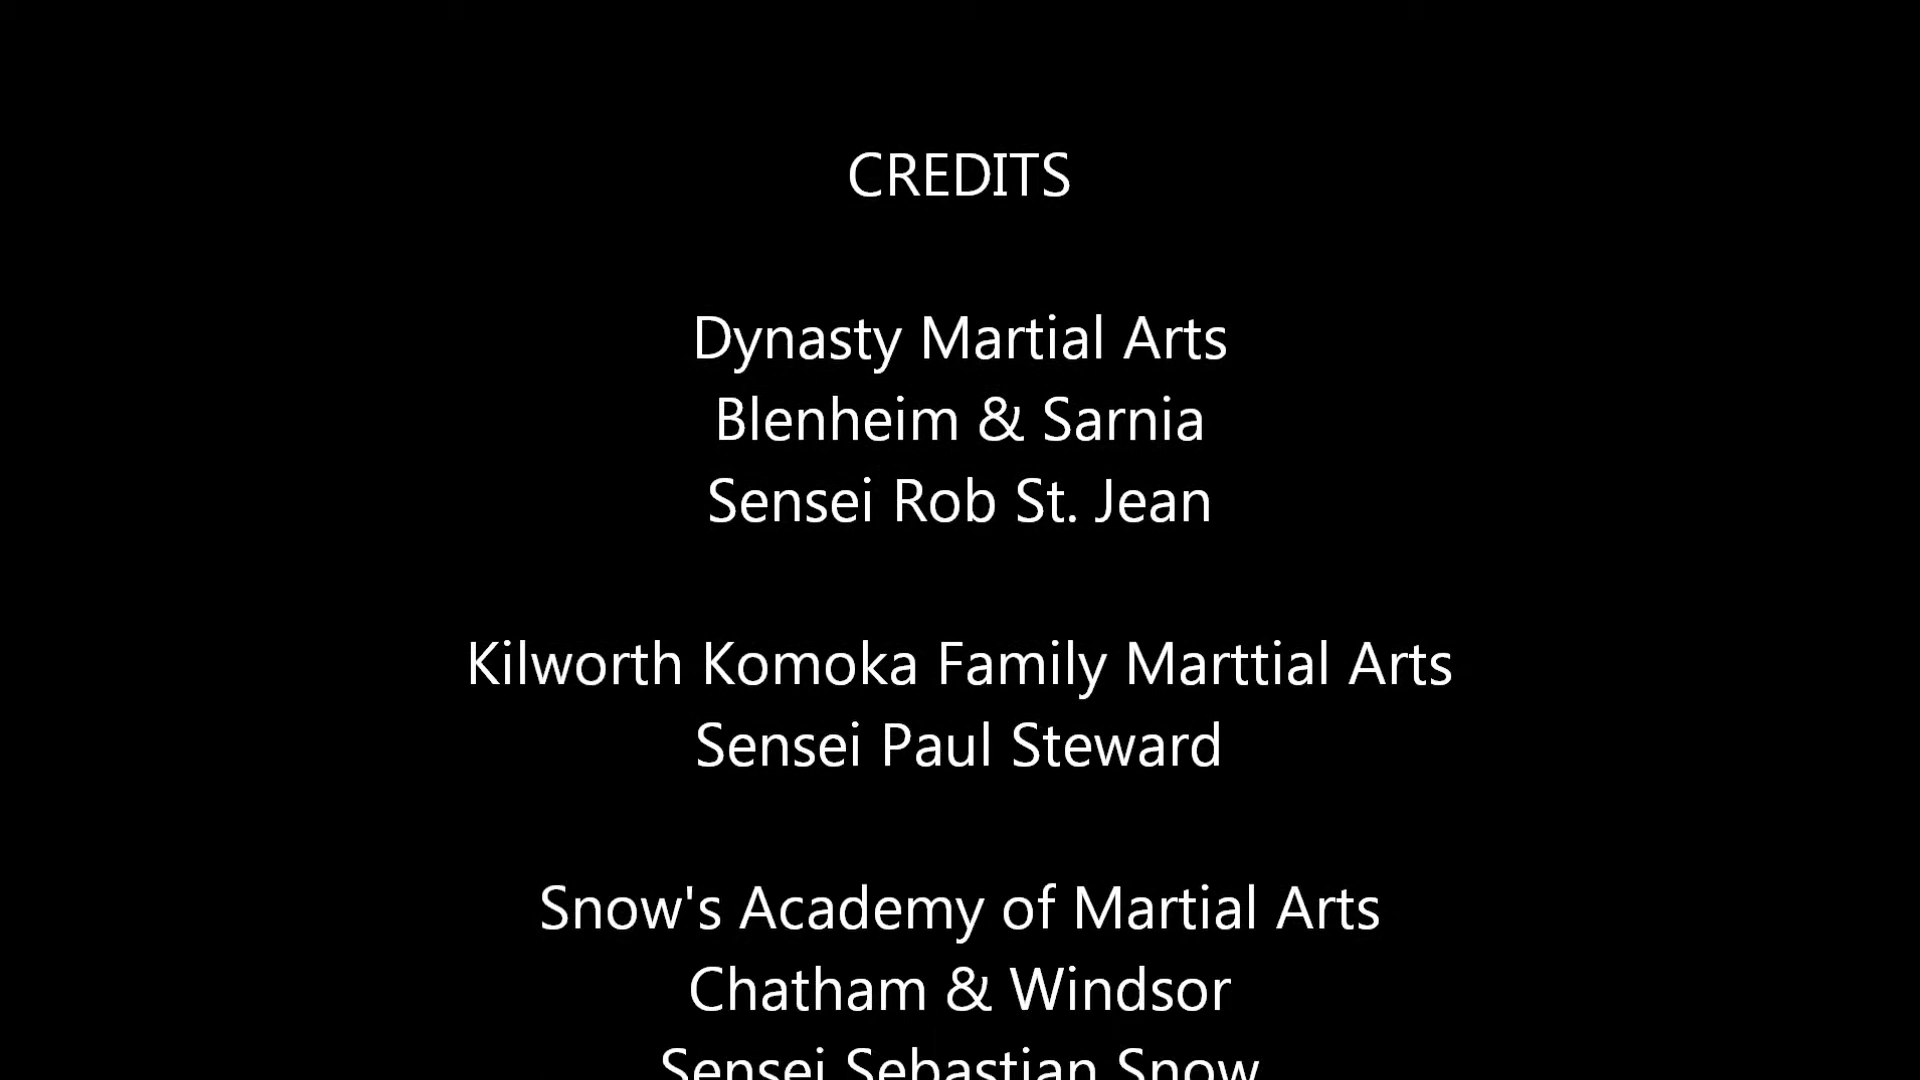 CREDITS
Dynasty Martial Arts
Blenheim & Sarnia
Sensei Rob St. Jean
Kilworth Komoka Family Marttial Arts
Sensei Paul Steward
Snow's Academy of Martial Arts
Chatham & Windsor
Sensei Sebastian Snow